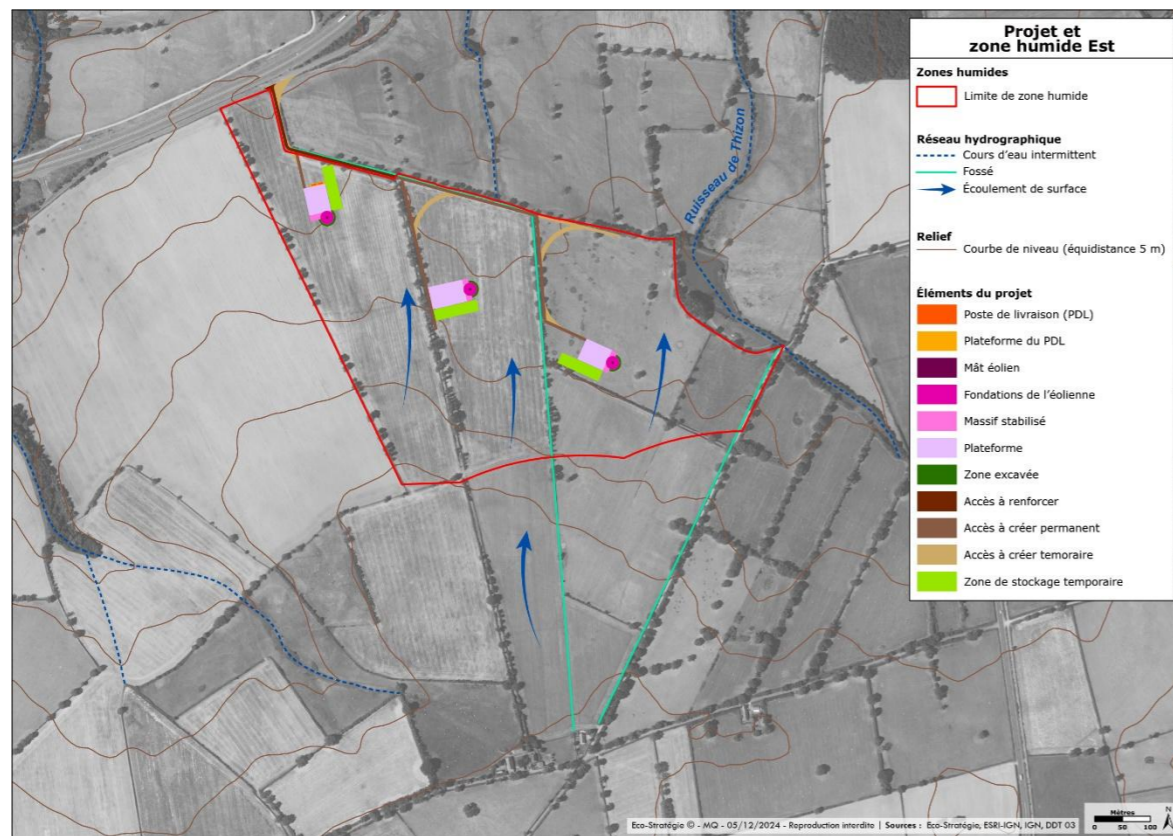 Projet et
zone humide Est
Zones humides
Limite de zone humide
Réseau hydrographique
Cours d'eau intermittent
Fossé
Écoulement de surface
Relief
Courbe de niveau (équidistance 5 m)
Éléments du projet
Poste de livraison (PDL)
Plateforme du PDL
Mât éolien
Fondations de l'éolienne
Massif stabilisé
Plateforme
Zone excavée
Accès à renforcer
Accès à créer permanent
Accès à créer temoraire
Zone de stockage temporaire
Ruisseau de Thizon
Mètres
50 100
N
Eco-Stratégie © - MQ - 05/12/2024 - Reproduction interdite | Sources : Eco-Stratégie, ESRI-IGN, IGN, DDT 03